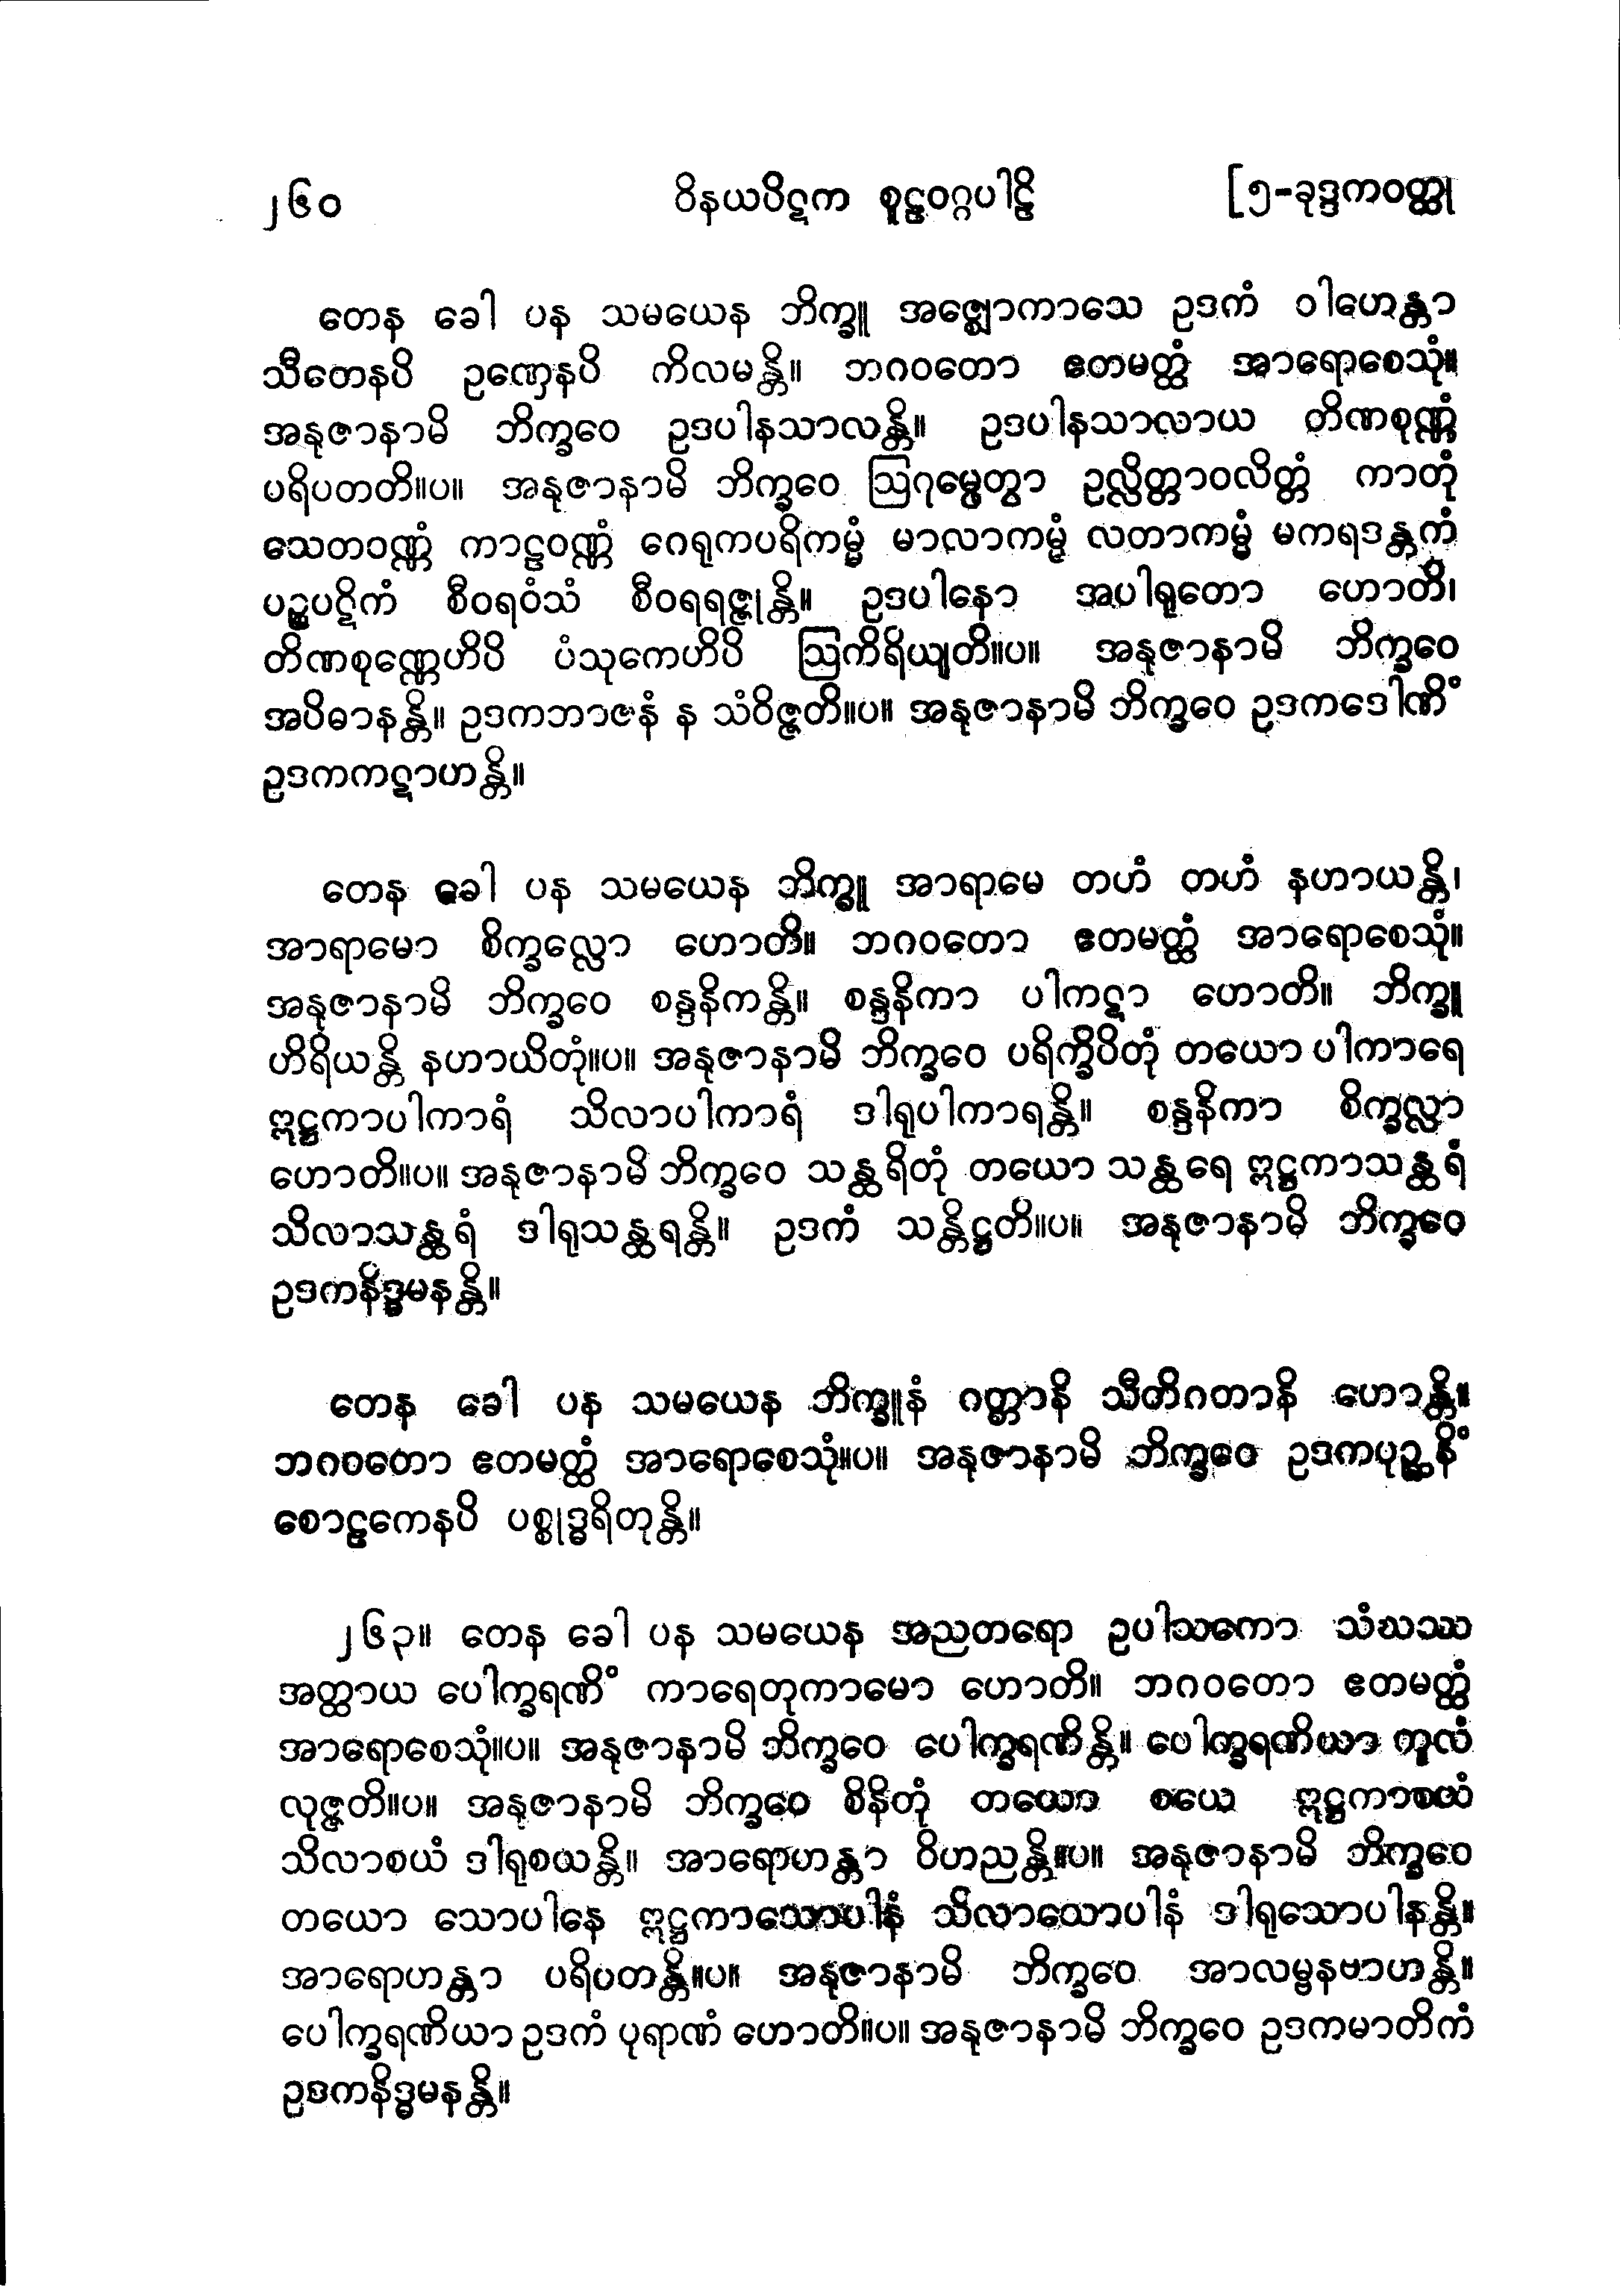 ၂၆၀ ဝိနယပိဋက စူဠဝဂ္ဂပါဠိ [၅-ခုဒ္ဒကဝတ္ထု
တေန ခေါ ပန သမယေန ဘိက္ခူ အဇ္ဈောကာသေ ဥဒကံ ဝါဟေန္တာ
သီတေနပိ ဥဏှေနပိ ကိလမန္တိ။ ဘဂဝတော ဧတမတ္ထံ အာရောစေသုံ။
အနုဇာနာမိ ဘိက္ခဝေ ဥဒပါနသာလန္တိ။ ဥဒပါနသာလာယ တိဏစုဏ္ဏံ
ပရိပတတိ။ပ။ အနုဇာနာမိ ဘိက္ခဝေ ဩဂုမ္ဗေတွာ ဥလ္လိတ္တာဝလိတ္တံ ကာတုံ
သေတဝဏ္ဏံ ကာဠဝဏ္ဏံ ဂေရုကပရိကမ္မံ မာလာကမ္မံ လတာကမ္မံ မကရဒန္တကံ
ပဉ္စပဋိကံ စီဝရဝံသံ စီဝရရဇ္ဇုန္တိ။ ဥဒပါနော အပါရုတော ဟောတိ၊
တိဏစုဏ္ဏေဟိပိ ပံသုကေဟိပိ ဩကိရိယျတိ။ပ။ အနုဇာနာမိ ဘိက္ခဝေ
အပိဓာနန္တိ။ ဥဒကဘာဇနံ န သံဝိဇ္ဇတိ။ပ။ အနုဇာနာမိ ဘိက္ခဝေ ဥဒကဒေါဏိံ
ဥဒကကဋာဟန္တိ။
တေန ခေါ ပန သမယေန ဘိက္ခူ အာရာမေ တဟံ တဟံ နဟာယန္တိ၊
အာရာမော စိက္ခလ္လော ဟောတိ။ ဘဂဝတော ဧတမတ္ထံ အာရောစေသုံ။
အနုဇာနာမိ ဘိက္ခဝေ စန္ဒနိကန္တိ။ စန္ဒနိကာ ပါကဋာ ဟောတိ။ ဘိက္ခူ
ဟိရိယန္တိ နဟာယိတုံ။ပ။ အနုဇာနာမိ ဘိက္ခဝေ ပရိက္ခိပိတုံ တယော ပါကာရေ
ဣဋ္ဌကာပါကာရံ သိလာပါကာရံ ဒါရုပါကာရန္တိ။ စန္ဒနိကာ စိက္ခလ္လာ
ဟောတိ။ပ။ အနုဇာနာမိ ဘိက္ခဝေ သန္ထရိတုံ တယော သန္ထရေ ဣဋ္ဌကာသန္ထရံ
သိလာသန္ထရံ ဒါရုသန္ထရန္တိ။ ဥဒကံ သန္တိဋ္ဌတိ။ပ။ အနုဇာနာမိ ဘိက္ခဝေ
ဥဒကနိဒ္ဓမနန္တိ။
တေန ခေါ ပန သမယေန ဘိက္ခူနံ ဂတ္တာနိ သီတိဂတာနိ ဟောန္တိ။
ဘဂဝတော ဧတမတ္ထံ အာရောစေသုံ။ပ။ အနုဇာနာမိ ဘိက္ခဝေ ဥဒကပုဉ္ဆနိံ
စောဠကေနပိ ပစ္စုဒ္ဓရိတုန္တိ။
၂၆၃။ တေန ခေါ ပန သမယေန အညတရော ဥပါသကော သံဃဿ
အတ္ထာယ ပေါက္ခရဏိံ ကာရေတုကာမော ဟောတိ။ ဘဂဝတော ဧတမတ္ထံ
အာရောစေသုံ။ပ။ အနုဇာနာမိ ဘိက္ခဝေ ပေါက္ခရဏိန္တိ။ ပေါက္ခရဏိယာ ကူလံ
လုဇ္ဇတိ။ပ။ အနုဇာနာမိ ဘိက္ခဝေ စိနိတုံ တယော စယေ ဣဋ္ဌကာစယံ
သိလာစယံ ဒါရုစယန္တိ။ အာရောဟန္တာ ဝိဟညန္တိ။ပ။ အနုဇာနာမိ ဘိက္ခဝေ
တယော သောပါနေ ဣဋ္ဌကာသောပါနံ သိလာသောပါနံ ဒါရုသောပါနန္တိ။
အာရောဟန္တာ ပရိပတန္တိ။ပ။ အနုဇာနာမိ ဘိက္ခဝေ အာလမ္ဗနဗာဟန္တိ။
ပေါက္ခရဏိယာ ဥဒကံ ပုရာဏံ ဟောတိ။ပ။ အနုဇာနာမိ ဘိက္ခဝေ ဥဒကမာတိကံ
ဥဒကနိဒ္ဓမနန္တိ။